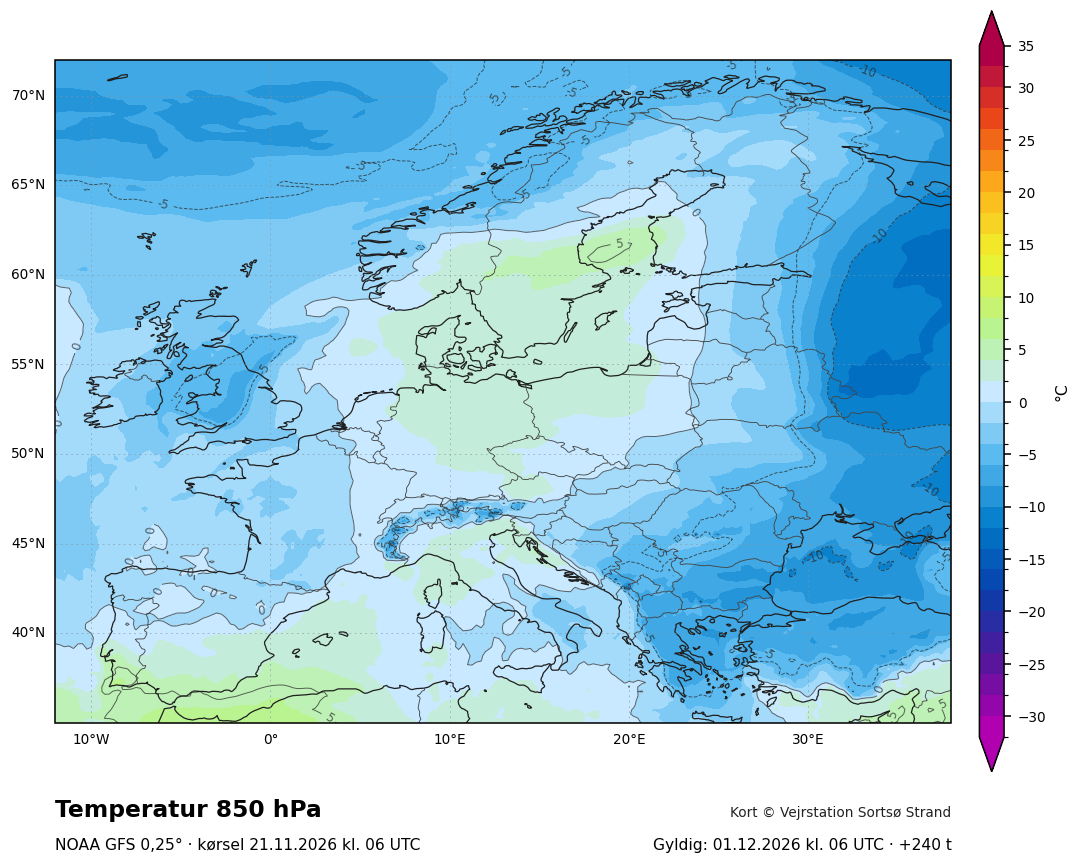 70°N
65°N
60°N
55°N
50°N
45°N
40°N
10°W
0°
10°E
20°E
30°E
35
30
25
20
15
10
5
0
−5
−10
−15
−20
−25
−30
°C
Temperatur 850 hPa
Kort © Vejrstation Sortsø Strand
NOAA GFS 0,25° · kørsel 21.11.2026 kl. 06 UTC
Gyldig: 01.12.2026 kl. 06 UTC · +240 t